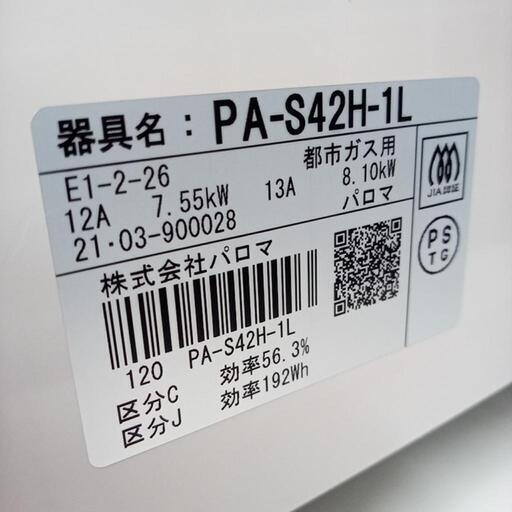 器具名：PA-S42H-1L
E1-2-26 都市ガス用
12A 7.55kW 13A 8.10kW
21・03-900028 パロマ
JIA認証
PS
TG
株式会社パロマ
120 PA-S42H-1L
区分C 効率56.3%
区分J 効率192Wh